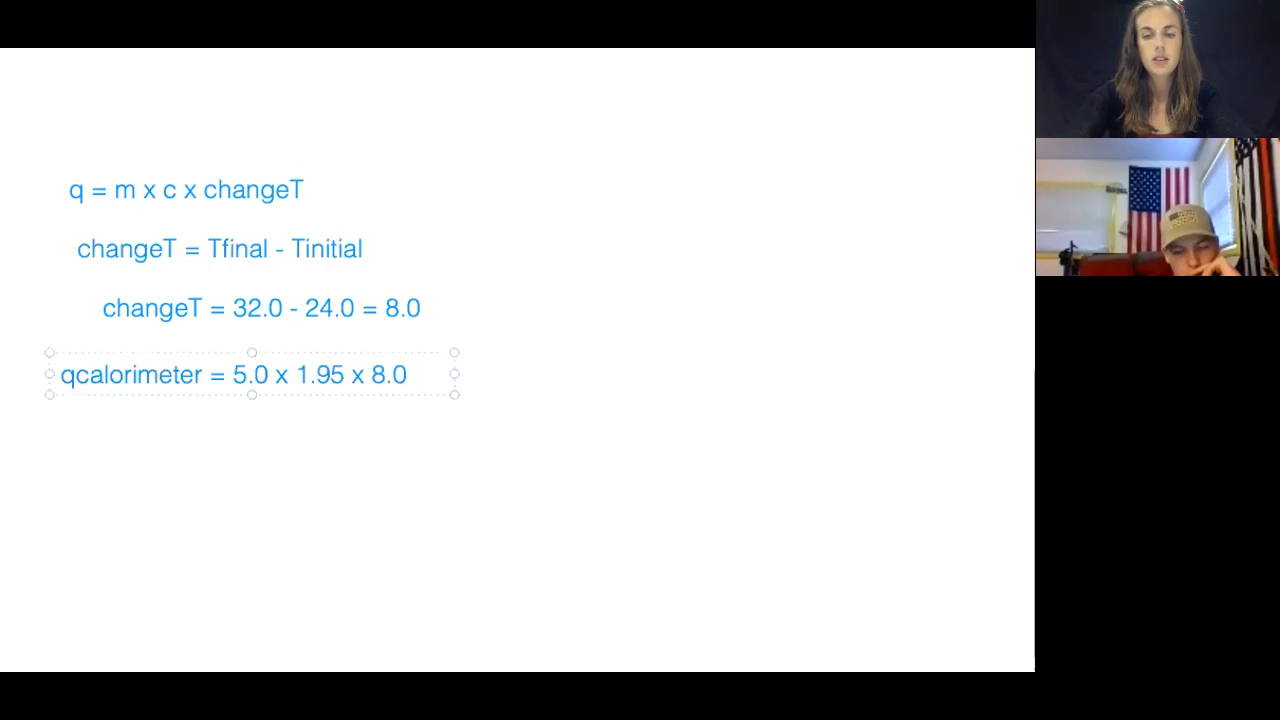 q = m x c x changeT
changeT = Tfinal - Tinitial
changeT = 32.0 - 24.0 = 8.0
qcalorimeter = 5.0 x 1.95 x 8.0